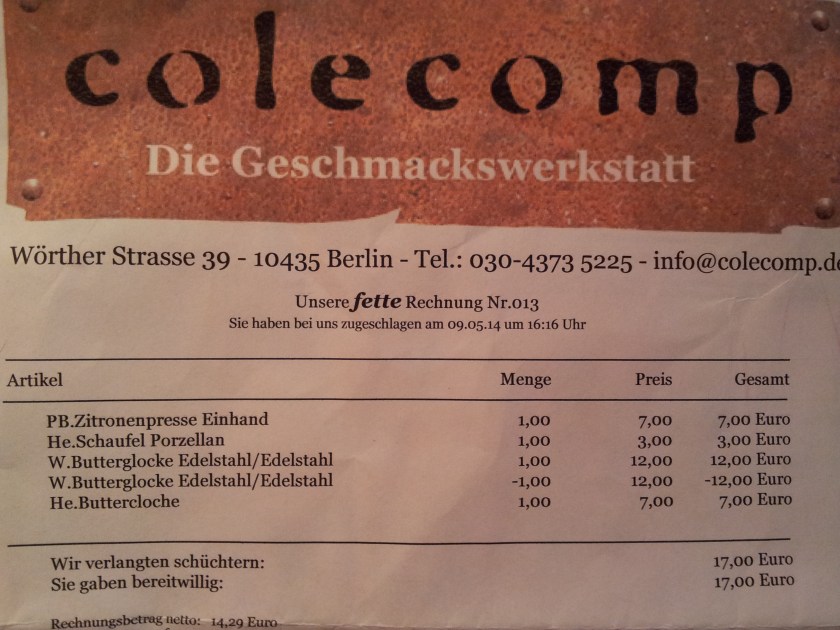 colecomp
Die Geschmackswerkstatt
Wörther Strasse 39 - 10435 Berlin - Tel.: 030-4373 5225 - info@colecomp.de
Unsere fette Rechnung Nr.013
Sie haben bei uns zugeschlagen am 09.05.14 um 16:16 Uhr
Artikel Menge Preis Gesamt
PB.Zitronenpresse Einhand 1,00 7,00 7,00 Euro
He.Schaufel Porzellan 1,00 3,00 3,00 Euro
W.Butterglocke Edelstahl/Edelstahl 1,00 12,00 12,00 Euro
W.Butterglocke Edelstahl/Edelstahl -1,00 12,00 -12,00 Euro
He.Buttercloche 1,00 7,00 7,00 Euro
Wir verlangten schüchtern: 17,00 Euro
Sie gaben bereitwillig: 17,00 Euro
Rechnungsbetrag netto: 14,29 Euro